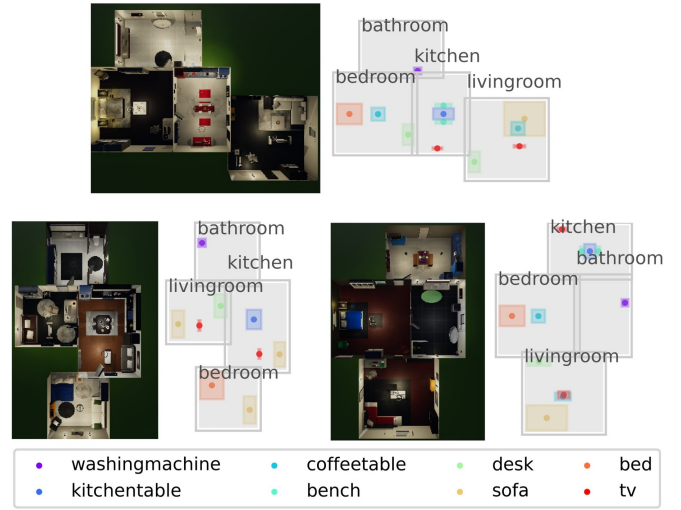 bathroom
kitchen
bedroom
livingroom
bathroom
kitchen
livingroom
bedroom
kitchen
bathroom
bedroom
livingroom
washingmachine
coffeetable
desk
bed
kitchentable
bench
sofa
tv